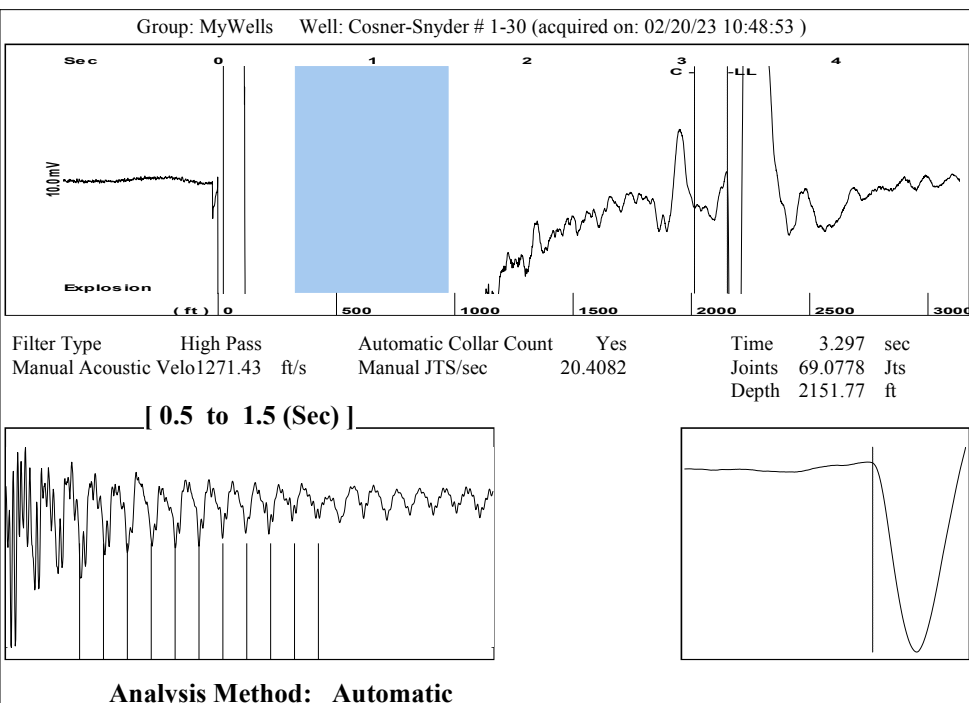 Group: MyWells Well: Cosner-Snyder # 1-30 (acquired on: 02/20/23 10:48:53 )
Sec 0 1 2 3 4
C - -LL
10.0 mV
Explosion
(ft) 0 500 1000 1500 2000 2500 3000
Filter Type High Pass Automatic Collar Count Yes Time 3.297 sec
Manual Acoustic Velo1271.43 ft/s Manual JTS/sec 20.4082 Joints 69.0778 Jts
Depth 2151.77 ft
[ 0.5 to 1.5 (Sec) ]
Analysis Method: Automatic